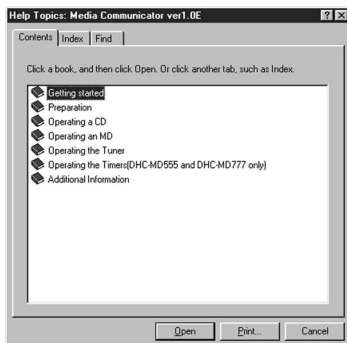 Help Topics: Media Communicator ver1.0E
Contents Index Find
Click a book, and then click Open. Or click another tab, such as Index.
Getting started
Preparation
Operating a CD
Operating an MD
Operating the Tuner
Operating the Timers(DHC-MD555 and DHC-MD777 only)
Additional Information
Open Print... Cancel